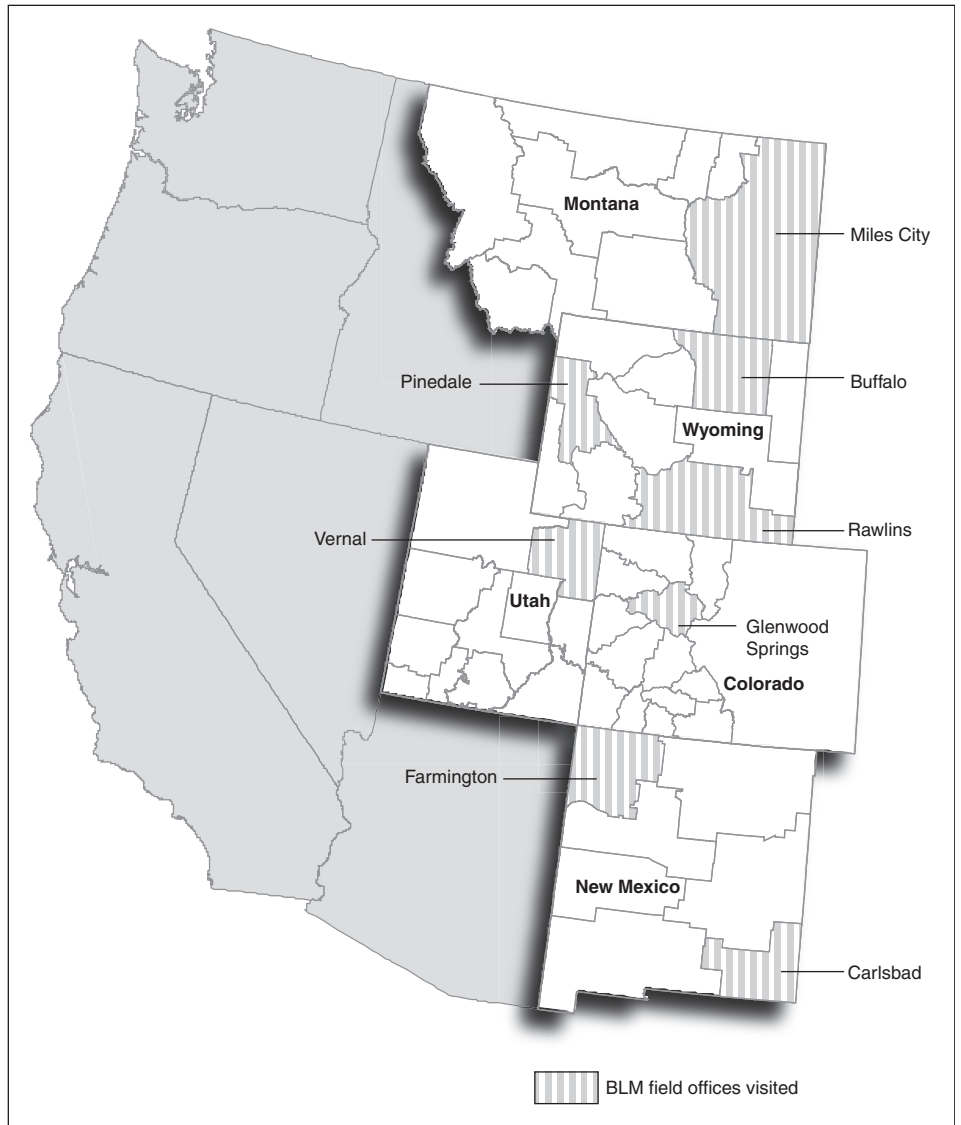 Montana
Miles City
Pinedale
Buffalo
Wyoming
Rawlins
Vernal
Utah
Glenwood
Springs
Colorado
Farmington
New Mexico
Carlsbad
BLM field offices visited